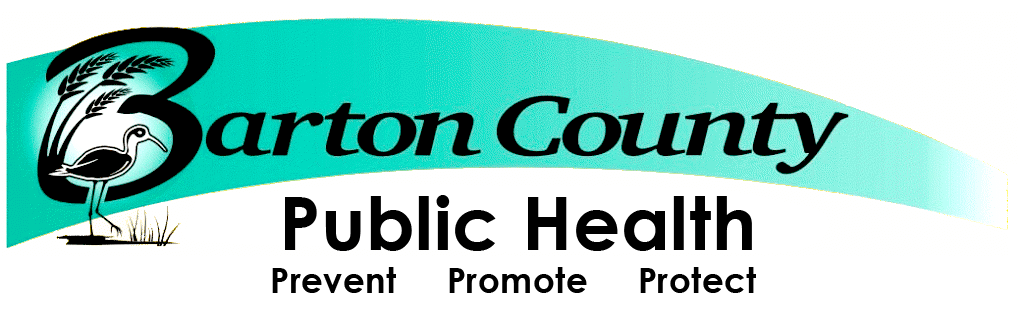 Barton County
Public Health
Prevent Promote Protect